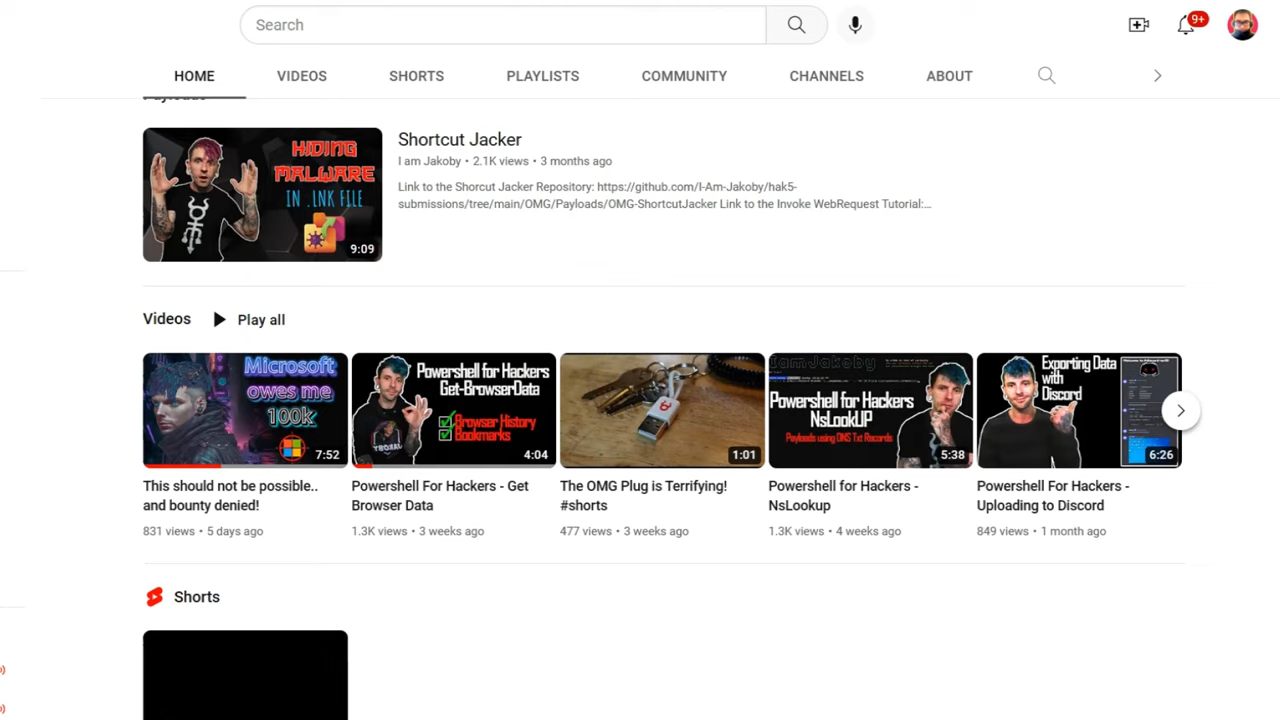 Search
9+
HOME
VIDEOS
SHORTS
PLAYLISTS
COMMUNITY
CHANNELS
ABOUT
Payloads
HIDING
MALWARE
IN .LNK FILE
9:09
Shortcut Jacker
I am Jakoby • 2.1K views • 3 months ago
Link to the Shorcut Jacker Repository: https://github.com/I-Am-Jakoby/hak5-
submissions/tree/main/OMG/Payloads/OMG-ShortcutJacker Link to the Invoke WebRequest Tutorial:...
Videos
Play all
Microsoft
owes me
100k
7:52
This should not be possible..
and bounty denied!
831 views • 5 days ago
Powershell for Hackers
Get-BrowserData
Browser History
Bookmarks
4:04
Powershell For Hackers - Get
Browser Data
1.3K views • 3 weeks ago
1:01
The OMG Plug is Terrifying!
#shorts
477 views • 3 weeks ago
IamJakoby
Powershell for Hackers
NsLookUP
Payloads using DNS Txt Records
5:38
Powershell for Hackers -
NsLookup
1.3K views • 4 weeks ago
Exporting Data
with
Discord
6:26
Powershell For Hackers -
Uploading to Discord
849 views • 1 month ago
Shorts